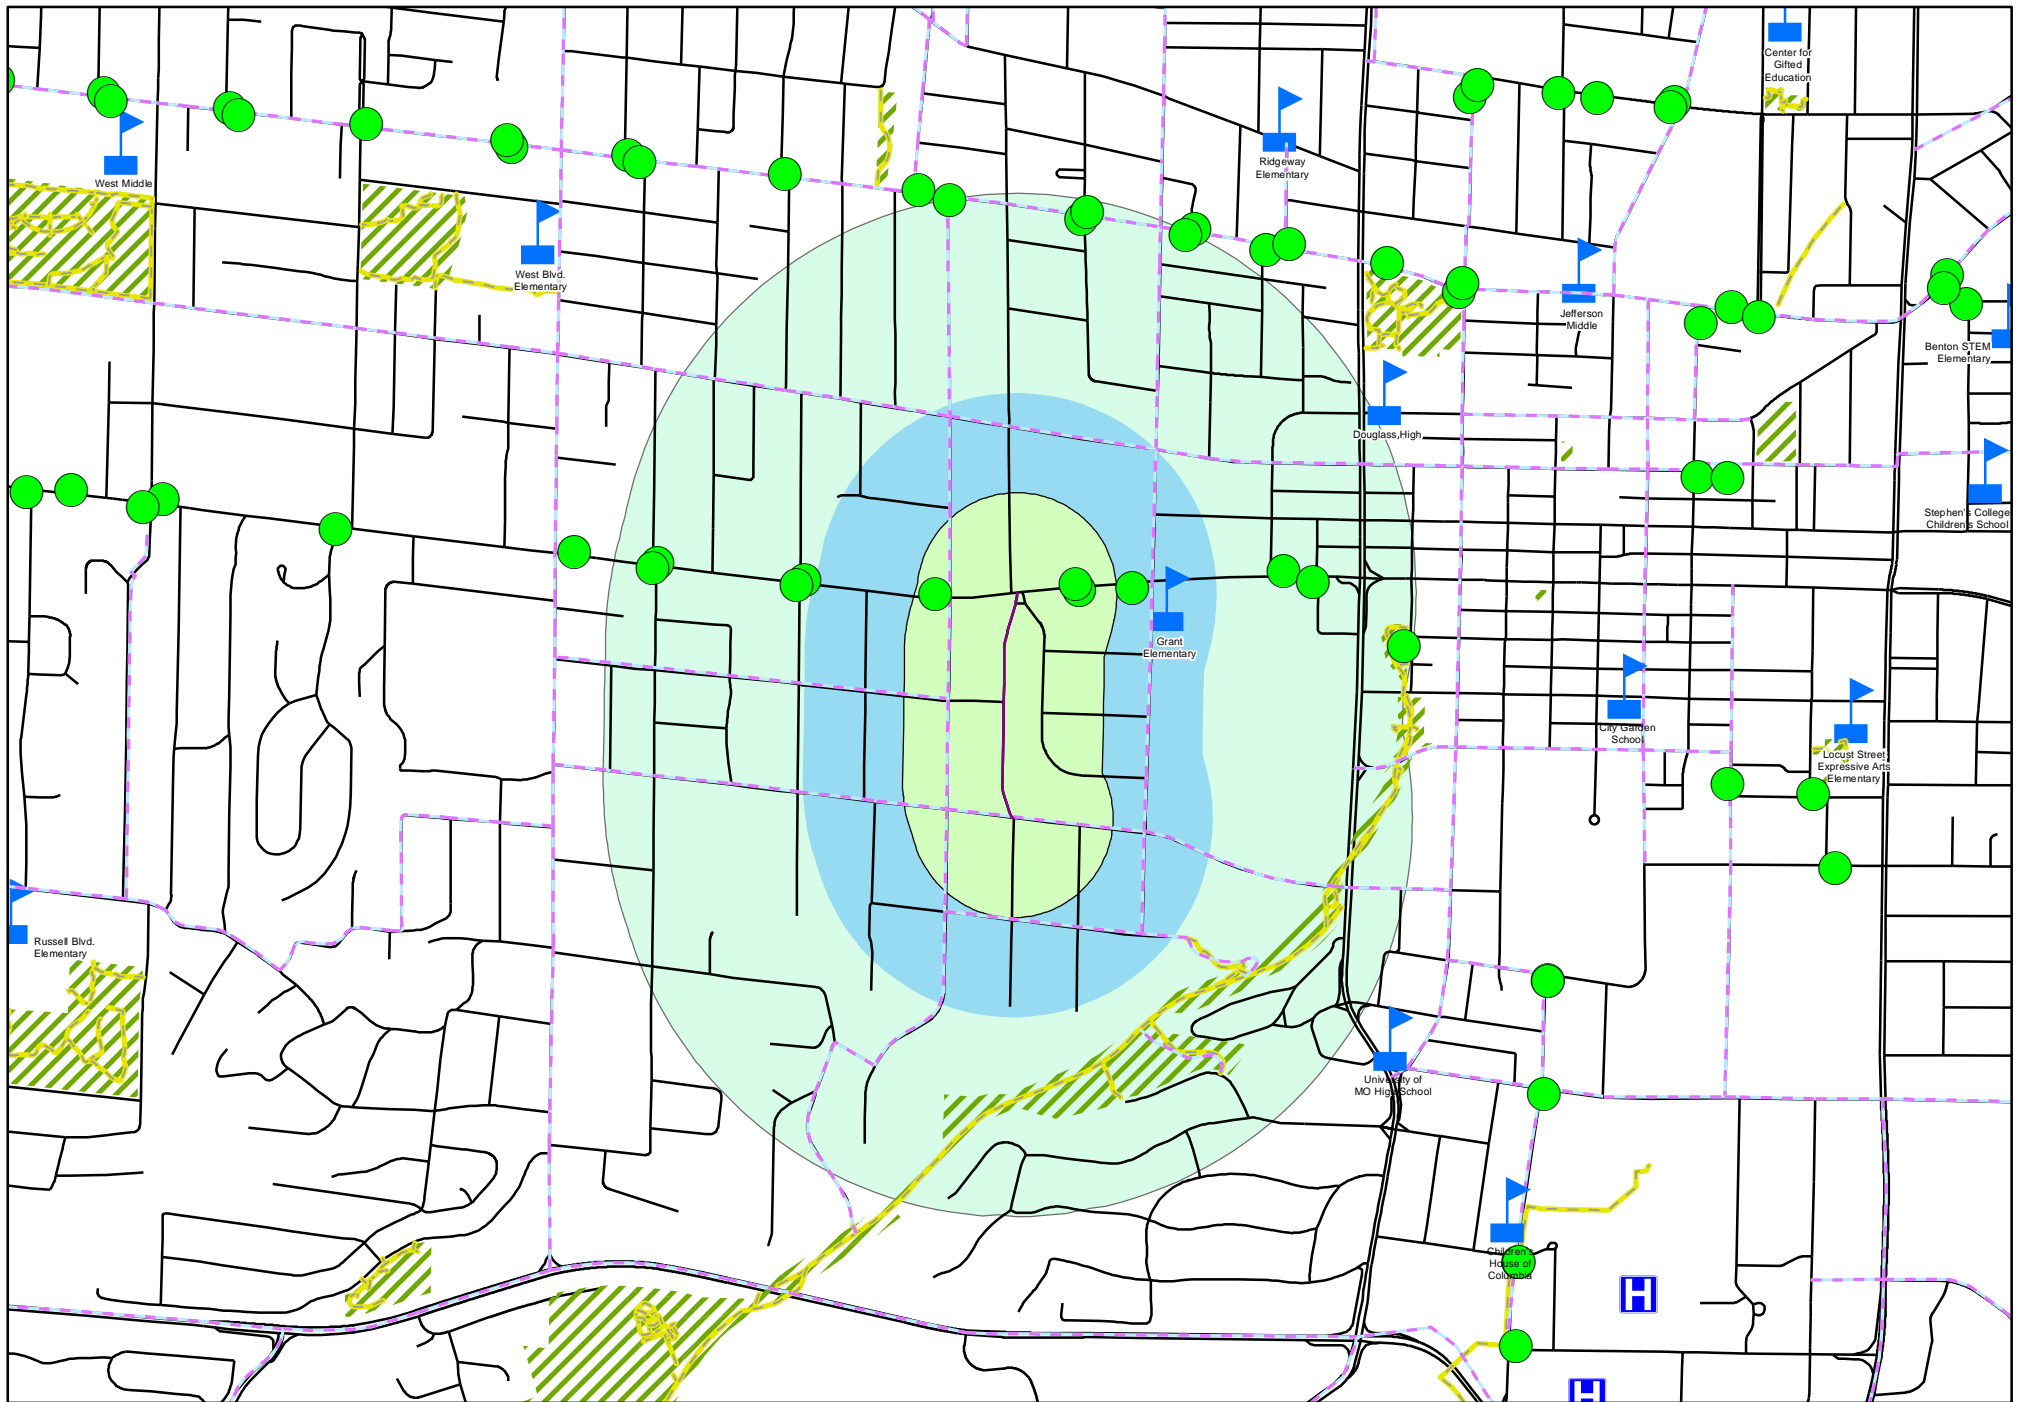 Center for
Gifted
Education
West Middle
Ridgeway
Elementary
West Blvd.
Elementary
Jefferson
Middle
Benton STEM
Elementary
Douglass High
Stephen's College
Children's School
Grant
Elementary
City Garden
School
Locust Street
Expressive Arts
Elementary
Russell Blvd.
Elementary
University of
MO High School
Children's
House of
Columbia
H
H